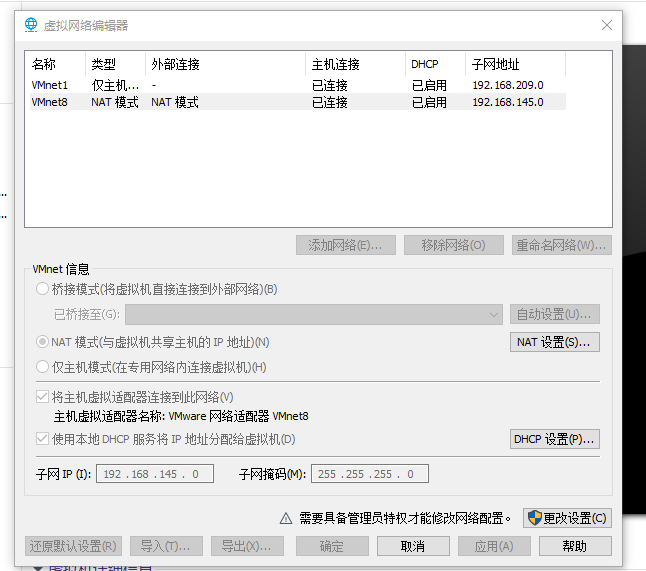 虚拟网络编辑器
名称 类型 外部连接 主机连接 DHCP 子网地址
VMnet1 仅主机... - 已连接 已启用 192.168.209.0
VMnet8 NAT 模式 NAT 模式 已连接 已启用 192.168.145.0
添加网络(E)... 移除网络(O) 重命名网络(W)...
VMnet 信息
桥接模式(将虚拟机直接连接到外部网络)(B)
已桥接至(G): 自动设置(U)...
NAT 模式(与虚拟机共享主机的 IP 地址)(N) NAT 设置(S)...
仅主机模式(在专用网络内连接虚拟机)(H)
将主机虚拟适配器连接到此网络(V)
主机虚拟适配器名称: VMware 网络适配器 VMnet8
使用本地 DHCP 服务将 IP 地址分配给虚拟机(D) DHCP 设置(P)...
子网 IP (I): 192 . 168 . 145 . 0 子网掩码(M): 255 . 255 . 255 . 0
需要具备管理员特权才能修改网络配置。 更改设置(C)
还原默认设置(R) 导入(T)... 导出(X)... 确定 取消 应用(A) 帮助